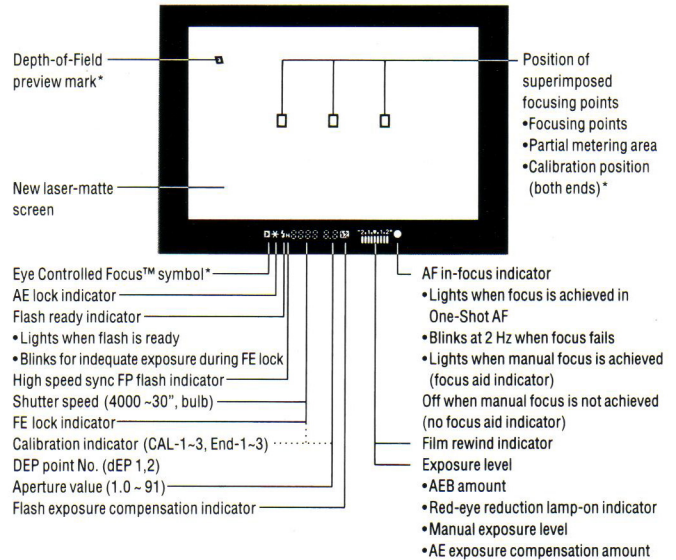 Depth-of-Field
preview mark*
New laser-matte
screen
Position of
superimposed
focusing points
•Focusing points
•Partial metering area
•Calibration position
(both ends)*
Eye Controlled Focus™ symbol*
AE lock indicator
Flash ready indicator
•Lights when flash is ready
•Blinks for indequate exposure during FE lock
High speed sync FP flash indicator
Shutter speed (4000 ~30”, bulb)
FE lock indicator
Calibration indicator (CAL-1~3, End-1~3)
DEP point No. (dEP 1,2)
Aperture value (1.0 ~ 91)
Flash exposure compensation indicator
AF in-focus indicator
•Lights when focus is achieved in
One-Shot AF
•Blinks at 2 Hz when focus fails
•Lights when manual focus is achieved
(focus aid indicator)
Off when manual focus is not achieved
(no focus aid indicator)
Film rewind indicator
Exposure level
•AEB amount
•Red-eye reduction lamp-on indicator
•Manual exposure level
•AE exposure compensation amount